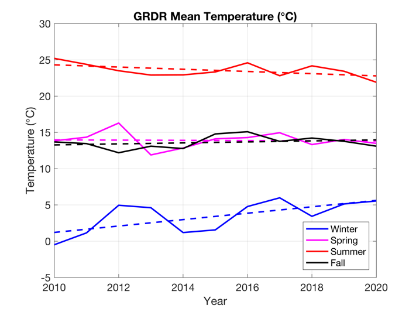 GRDR Mean Temperature (°C)
30
25
20
15
10
5
0
-5
Temperature (°C)
2010
2012
2014
2016
2018
2020
Year
Winter
Spring
Summer
Fall